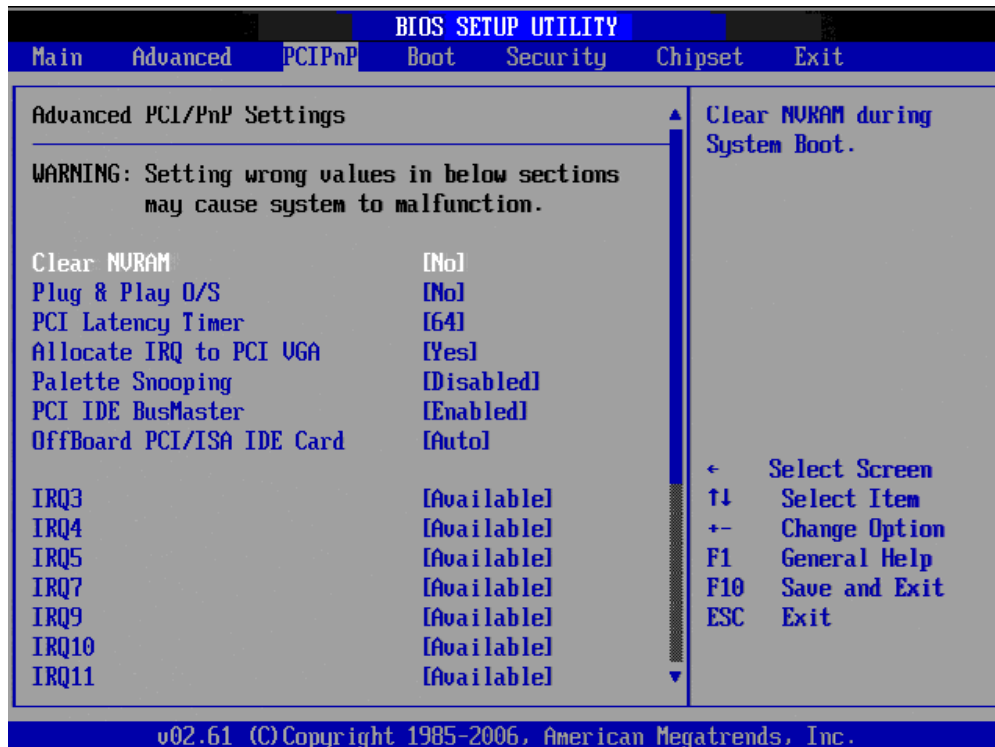 BIOS SETUP UTILITY
Main Advanced PCIPnP Boot Security Chipset Exit
Advanced PCI/PnP Settings
WARNING: Setting wrong values in below sections
may cause system to malfunction.
Clear NVRAM [No]
Plug & Play O/S [No]
PCI Latency Timer [64]
Allocate IRQ to PCI VGA [Yes]
Palette Snooping [Disabled]
PCI IDE BusMaster [Enabled]
OffBoard PCI/ISA IDE Card [Auto]
IRQ3 [Available]
IRQ4 [Available]
IRQ5 [Available]
IRQ7 [Available]
IRQ9 [Available]
IRQ10 [Available]
IRQ11 [Available]
Clear NVRAM during
System Boot.
← Select Screen
↑↓ Select Item
+- Change Option
F1 General Help
F10 Save and Exit
ESC Exit
v02.61 (C)Copyright 1985-2006, American Megatrends, Inc.